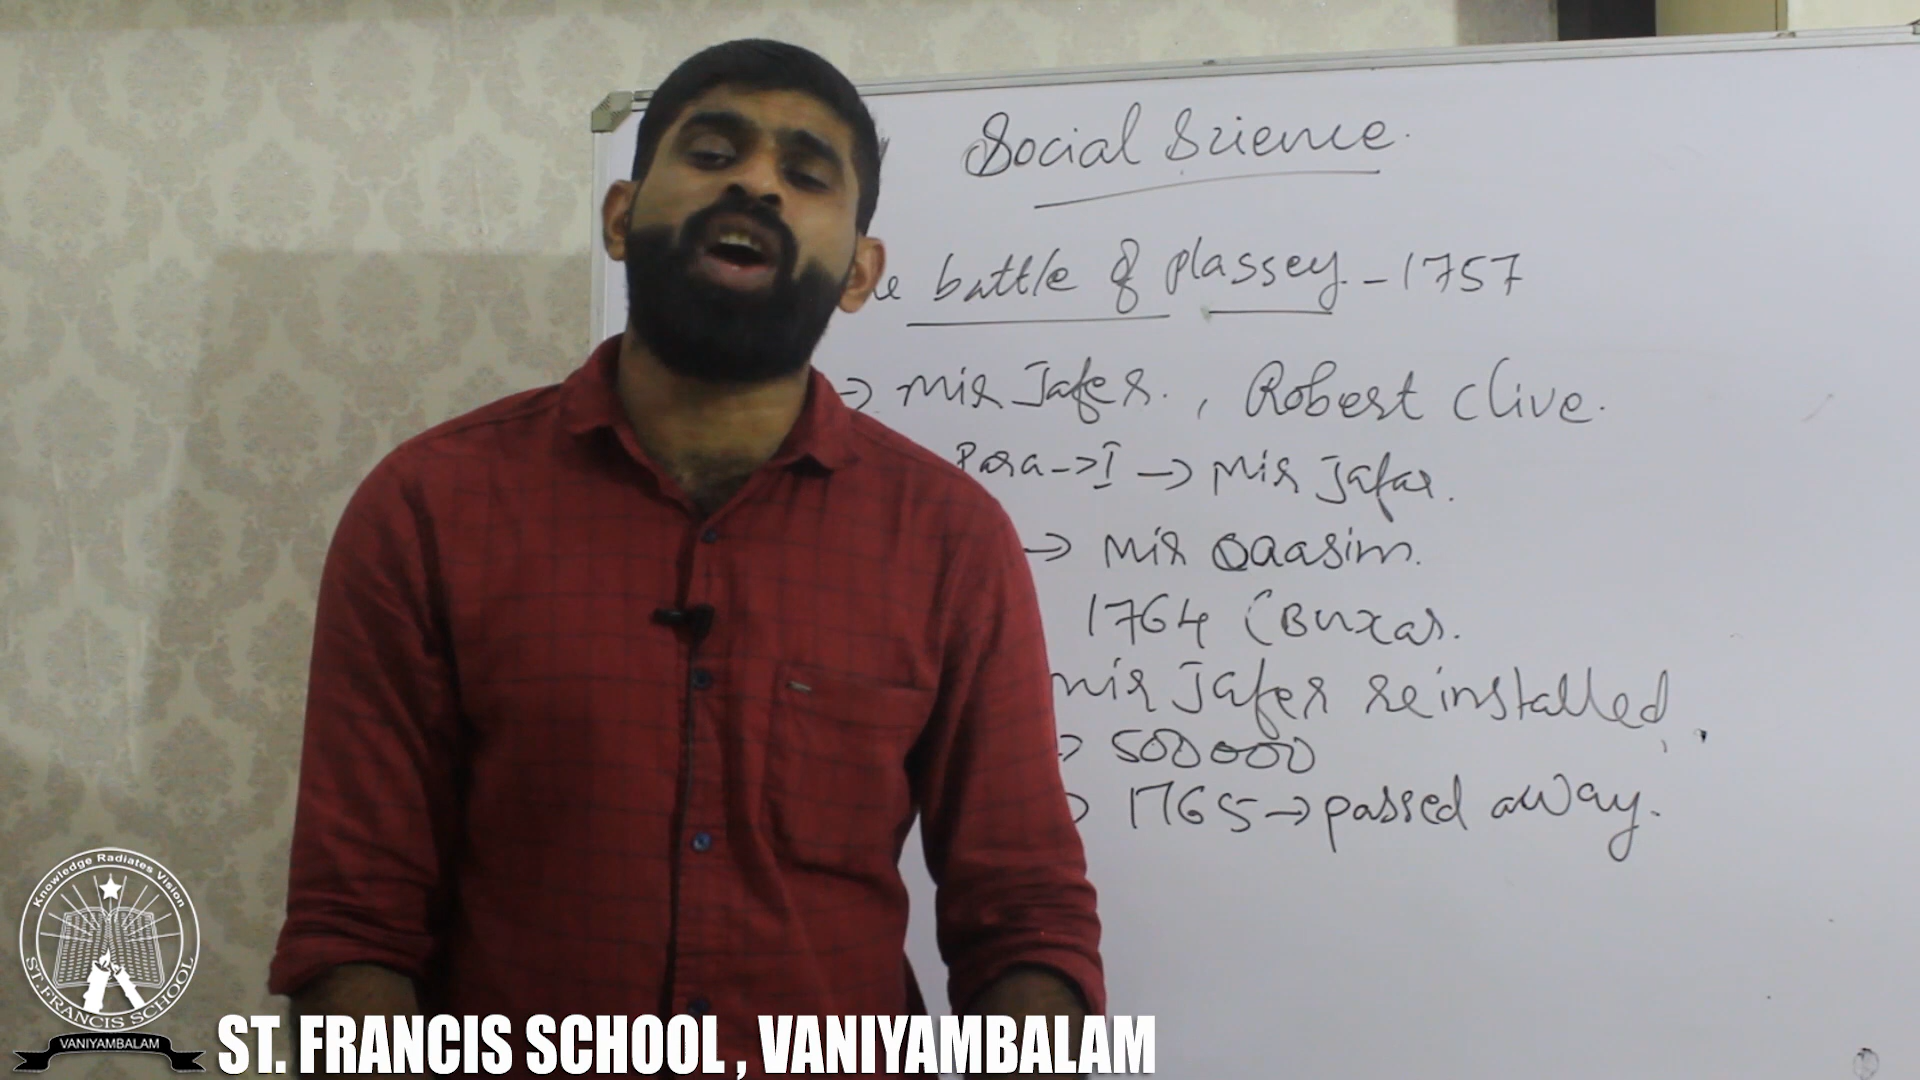 Social Science.
battle of plassey - 1757
→ Mir Jafer. , Robert clive.
Para -> I → Mir Jafar.
→ Mir Qaasim.
1764 (Buxar.
Mir Jafer reinstalled.
500000
1765 → passed away.
Knowledge Radiates Vision
ST. FRANCIS SCHOOL
VANIYAMBALAM
ST. FRANCIS SCHOOL , VANIYAMBALAM